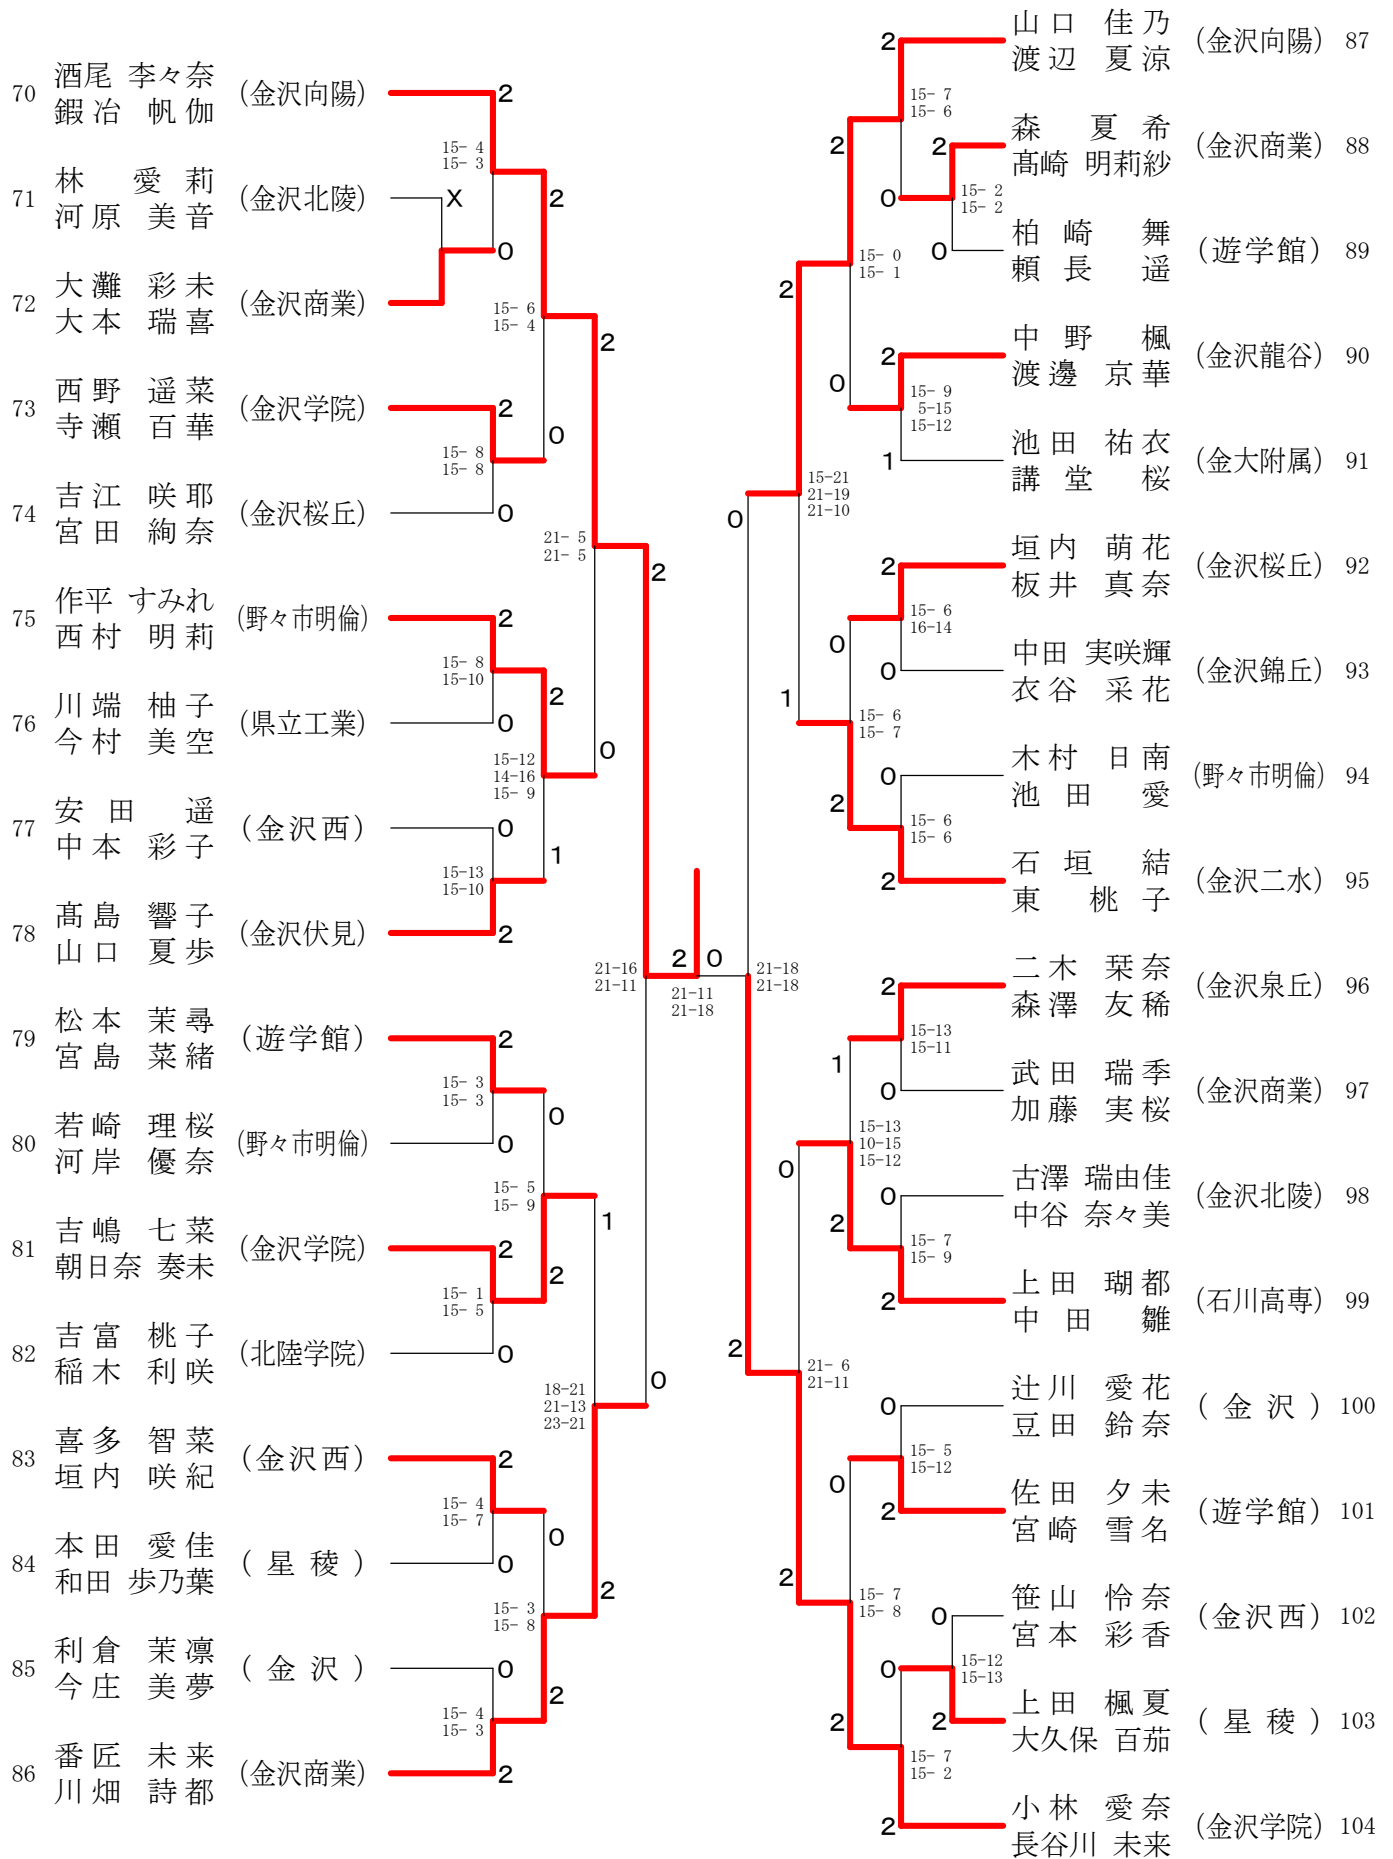 70 酒尾 李々奈 (金沢向陽) 2
鍜冶 帆伽
15- 4
15- 3
71 林 愛莉 (金沢北陵) X
河原 美音
2
0
72 大灘 彩未 (金沢商業)
大本 瑞喜
15- 6
15- 4
2
73 西野 遥菜 (金沢学院) 2
寺瀬 百華
0
15- 8
15- 8
74 吉江 咲耶 (金沢桜丘) 0
宮田 絢奈
21- 5
21- 5
2
75 作平 すみれ (野々市明倫) 2
西村 明莉
15- 8
15-10
2
76 川端 柚子 (県立工業) 0
今村 美空
0
15-12
14-16
15- 9
77 安田 遥 (金沢西) 0
中本 彩子
1
15-13
15-10
78 髙島 響子 (金沢伏見) 2
山口 夏歩
21-16
21-11
2 0
21-11
21-18
79 松本 茉尋 (遊学館) 2
宮島 菜緒
15- 3
15- 3
0
80 若崎 理桜 (野々市明倫) 0
河岸 優奈
15- 5
15- 9
1
81 吉嶋 七菜 (金沢学院) 2
朝日奈 奏未
2
15- 1
15- 5
82 吉富 桃子 (北陸学院) 0
稲木 利咲
0
18-21
21-13
23-21
83 喜多 智菜 (金沢西) 2
垣内 咲紀
15- 4
15- 7
0
84 本田 愛佳 (星稜) 0
和田 歩乃葉
2
15- 3
15- 8
85 利倉 茉凛 (金沢) 0
今庄 美夢
2
15- 4
15- 3
86 番匠 未来 (金沢商業) 2
川畑 詩都
2 山口 佳乃 (金沢向陽) 87
渡辺 夏涼
15- 7
15- 6
2
2 森 夏希 (金沢商業) 88
髙崎 明莉紗
0
15- 2
15- 2
0 柏崎 舞 (遊学館) 89
頼長 遥
15- 0
15- 1
2
2 中野 楓 (金沢龍谷) 90
渡邊 京華
0
15- 9
5-15
15-12
1 池田 祐衣 (金大附属) 91
講堂 桜
15-21
21-19
21-10
0
2 垣内 萌花 (金沢桜丘) 92
板井 真奈
15- 6
16-14
0
0 中田 実咲輝 (金沢錦丘) 93
衣谷 采花
1
15- 6
15- 7
0 木村 日南 (野々市明倫) 94
池田 愛
2
15- 6
15- 6
2 石垣 結 (金沢二水) 95
東 桃子
21-18
21-18
2 二木 栞奈 (金沢泉丘) 96
森澤 友稀
15-13
15-11
1
0 武田 瑞季 (金沢商業) 97
加藤 実桜
15-13
10-15
15-12
0
0 古澤 瑞由佳 (金沢北陵) 98
中谷 奈々美
2
15- 7
15- 9
2 上田 瑚都 (石川高専) 99
中田 雛
2
21- 6
21-11
0 辻川 愛花 (金沢) 100
豆田 鈴奈
15- 5
15-12
0
2 佐田 夕未 (遊学館) 101
宮崎 雪名
2
15- 7
15- 8
0 笹山 怜奈 (金沢西) 102
宮本 彩香
15-12
15-13
0
2 上田 楓夏 (星稜) 103
大久保 百茄
2
15- 7
15- 2
2 小林 愛奈 (金沢学院) 104
長谷川 未来